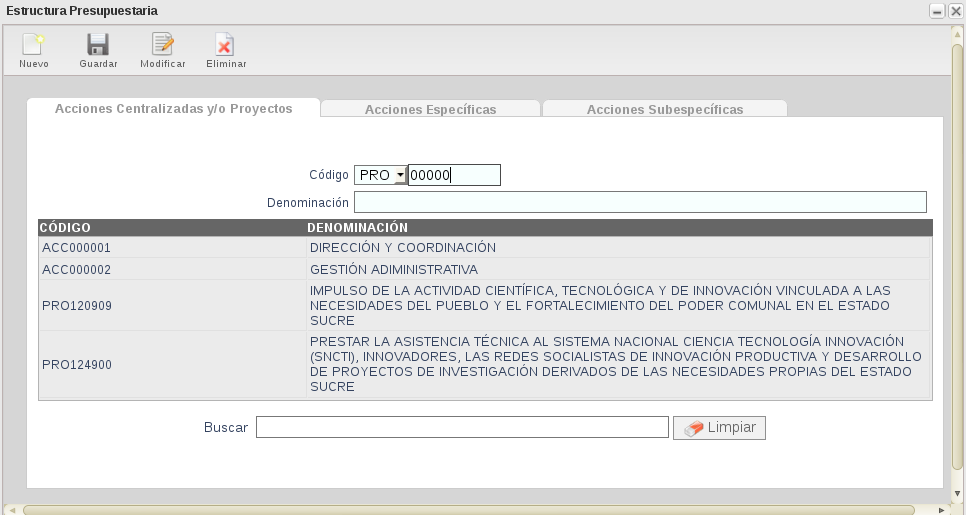 Estructura Presupuestaria
Nuevo Guardar Modificar Eliminar
Acciones Centralizadas y/o Proyectos Acciones Específicas Acciones Subespecíficas
Código PRO 00000
Denominación
CÓDIGO DENOMINACIÓN
ACC000001 DIRECCIÓN Y COORDINACIÓN
ACC000002 GESTIÓN ADIMINISTRATIVA
IMPULSO DE LA ACTIVIDAD CIENTÍFICA, TECNOLÓGICA Y DE INNOVACIÓN VINCULADA A LAS
PRO120909 NECESIDADES DEL PUEBLO Y EL FORTALECIMIENTO DEL PODER COMUNAL EN EL ESTADO
SUCRE
PRESTAR LA ASISTENCIA TÉCNICA AL SISTEMA NACIONAL CIENCIA TECNOLOGÍA INNOVACIÓN
PRO124900 (SNCTI), INNOVADORES, LAS REDES SOCIALISTAS DE INNOVACIÓN PRODUCTIVA Y DESARROLLO
DE PROYECTOS DE INVESTIGACIÓN DERIVADOS DE LAS NECESIDADES PROPIAS DEL ESTADO
SUCRE
Buscar Limpiar